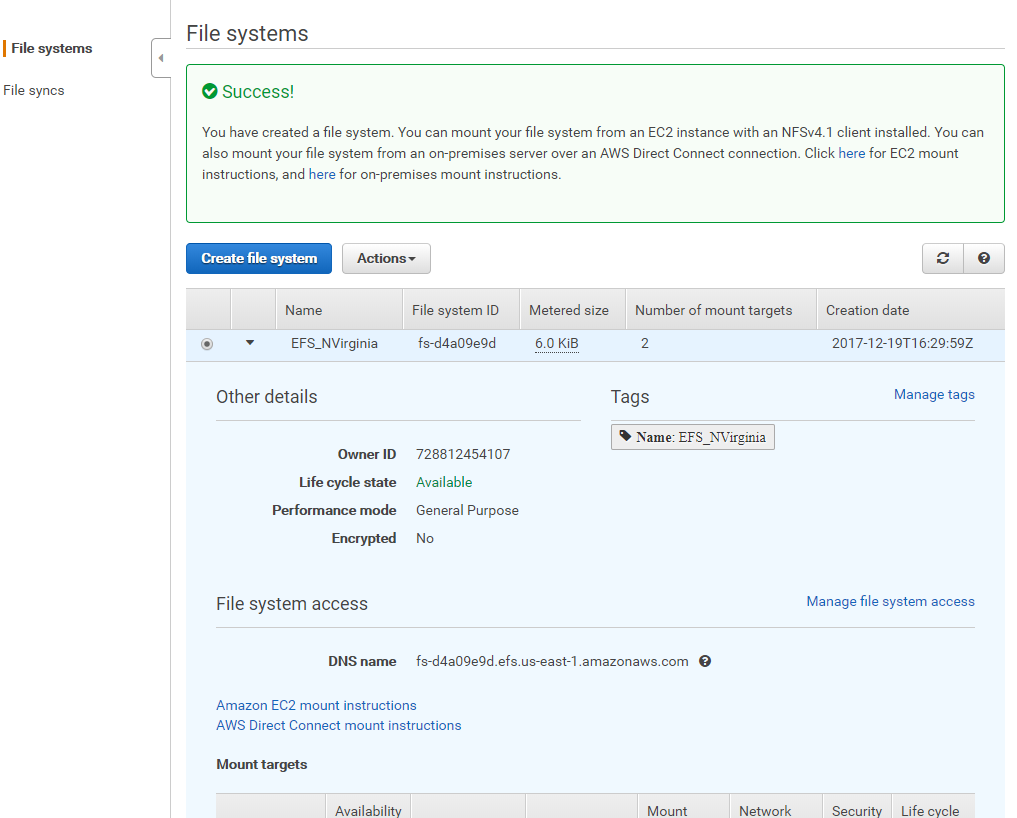 File systems
File syncs
File systems
Success!
You have created a file system. You can mount your file system from an EC2 instance with an NFSv4.1 client installed. You can
also mount your file system from an on-premises server over an AWS Direct Connect connection. Click here for EC2 mount
instructions, and here for on-premises mount instructions.
Create file system Actions
Name File system ID Metered size Number of mount targets Creation date
EFS_NVirginia fs-d4a09e9d 6.0 KiB 2 2017-12-19T16:29:59Z
Other details Tags Manage tags
Name: EFS_NVirginia
Owner ID 728812454107
Life cycle state Available
Performance mode General Purpose
Encrypted No
File system access Manage file system access
DNS name fs-d4a09e9d.efs.us-east-1.amazonaws.com
Amazon EC2 mount instructions
AWS Direct Connect mount instructions
Mount targets
Availability Mount Network Security Life cycle